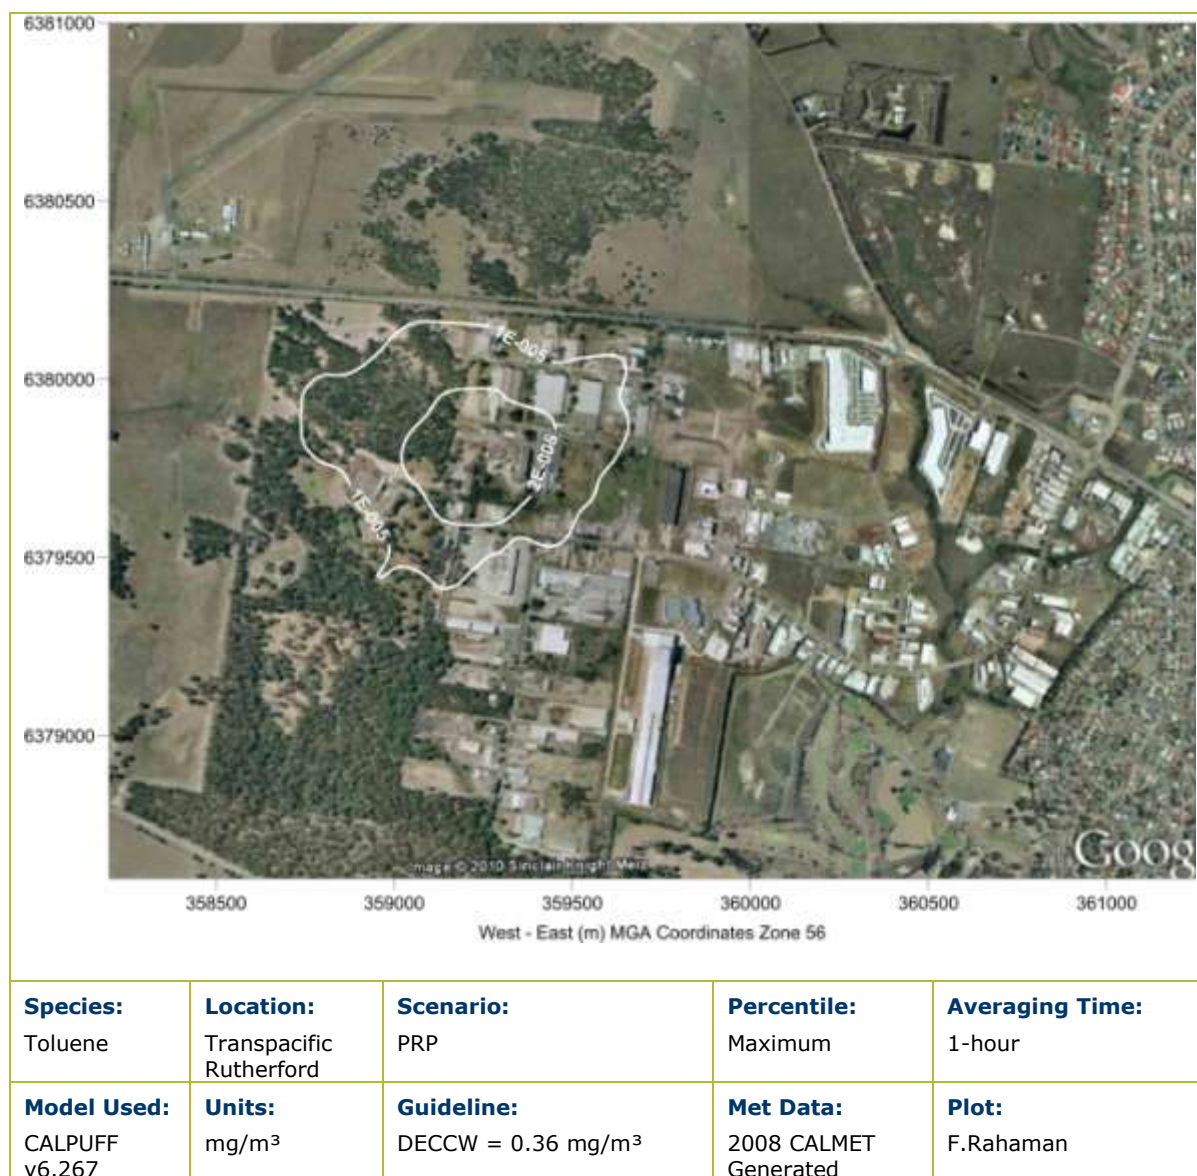 6381000
6380500
6380000
6379500
6379000
1E-005
2E-005
1E-005
Image © 2010 Sinclair Knight Merz
Goog
358500 359000 359500 360000 360500 361000
West - East (m) MGA Coordinates Zone 56
Species: Location: Scenario: Percentile: Averaging Time:
Toluene Transpacific PRP Maximum 1-hour
Rutherford
Model Used: Units: Guideline: Met Data: Plot:
CALPUFF mg/m³ DECCW = 0.36 mg/m³ 2008 CALMET F.Rahaman
v6.267 Generated